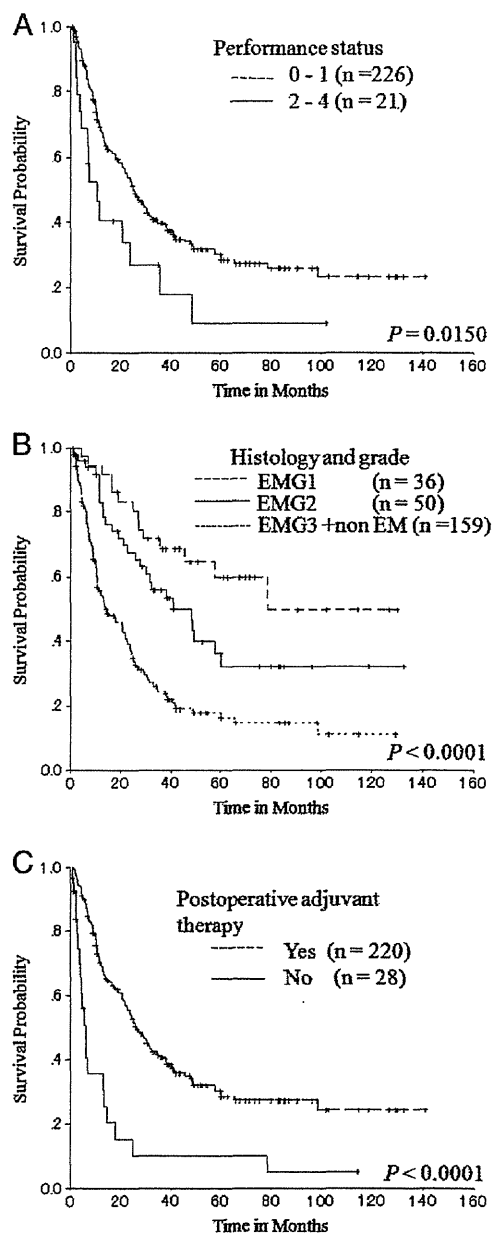 A
Performance status
0 - 1 (n =226)
2 - 4 (n = 21)
Survival Probability
1.0
.8
.6
.4
.2
0.0
P = 0.0150
0 20 40 60 80 100 120 140 160
Time in Months
B
Histology and grade
EMG1 (n = 36)
EMG2 (n = 50)
EMG3 +non EM (n =159)
Survival Probability
1.0
.8
.6
.4
.2
0.0
P < 0.0001
0 20 40 60 80 100 120 140 160
Time in Months
C
Postoperative adjuvant
therapy
Yes (n = 220)
No (n = 28)
Survival Probability
1.0
.8
.6
.4
.2
0.0
P < 0.0001
0 20 40 60 80 100 120 140 160
Time in Months